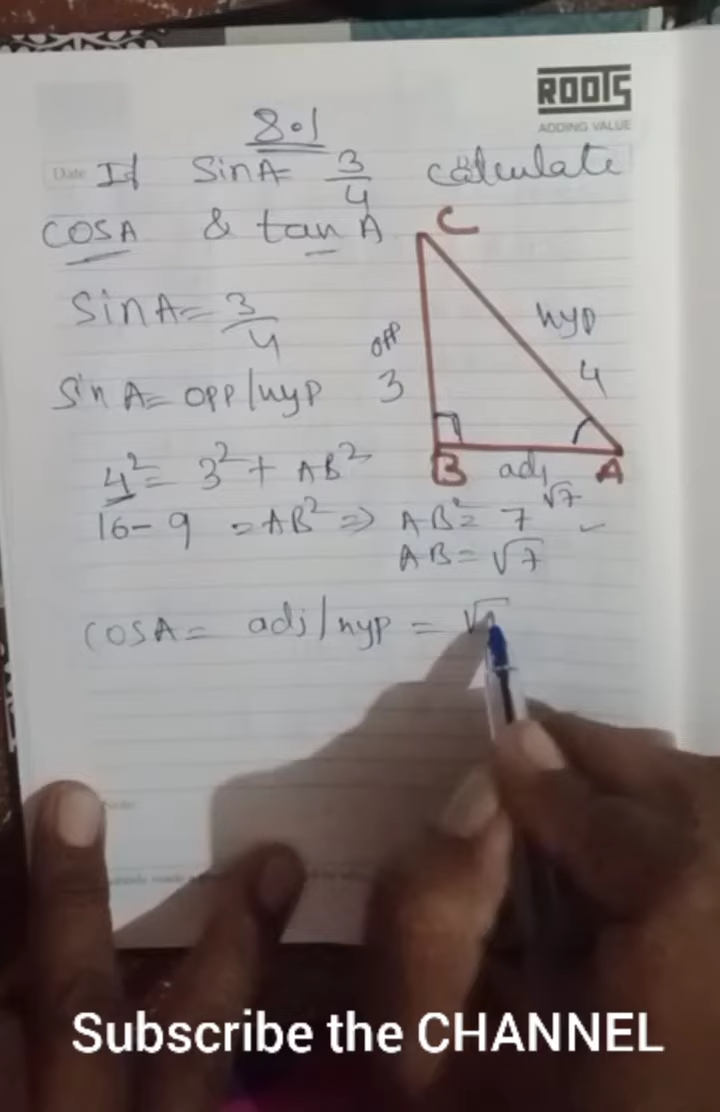 ROOTS
ADDING VALUE
8.1
Date If Sin A = 3/4 calculate
COSA & tan A
C
Sin A = 3/4
hyp
opp
4
Sin A = opp/hyp 3
4² = 3² + AB²
B adj A
√7
16 - 9 = AB² => AB² = 7
AB = √7
COSA = adj/hyp = √
Subscribe the CHANNEL